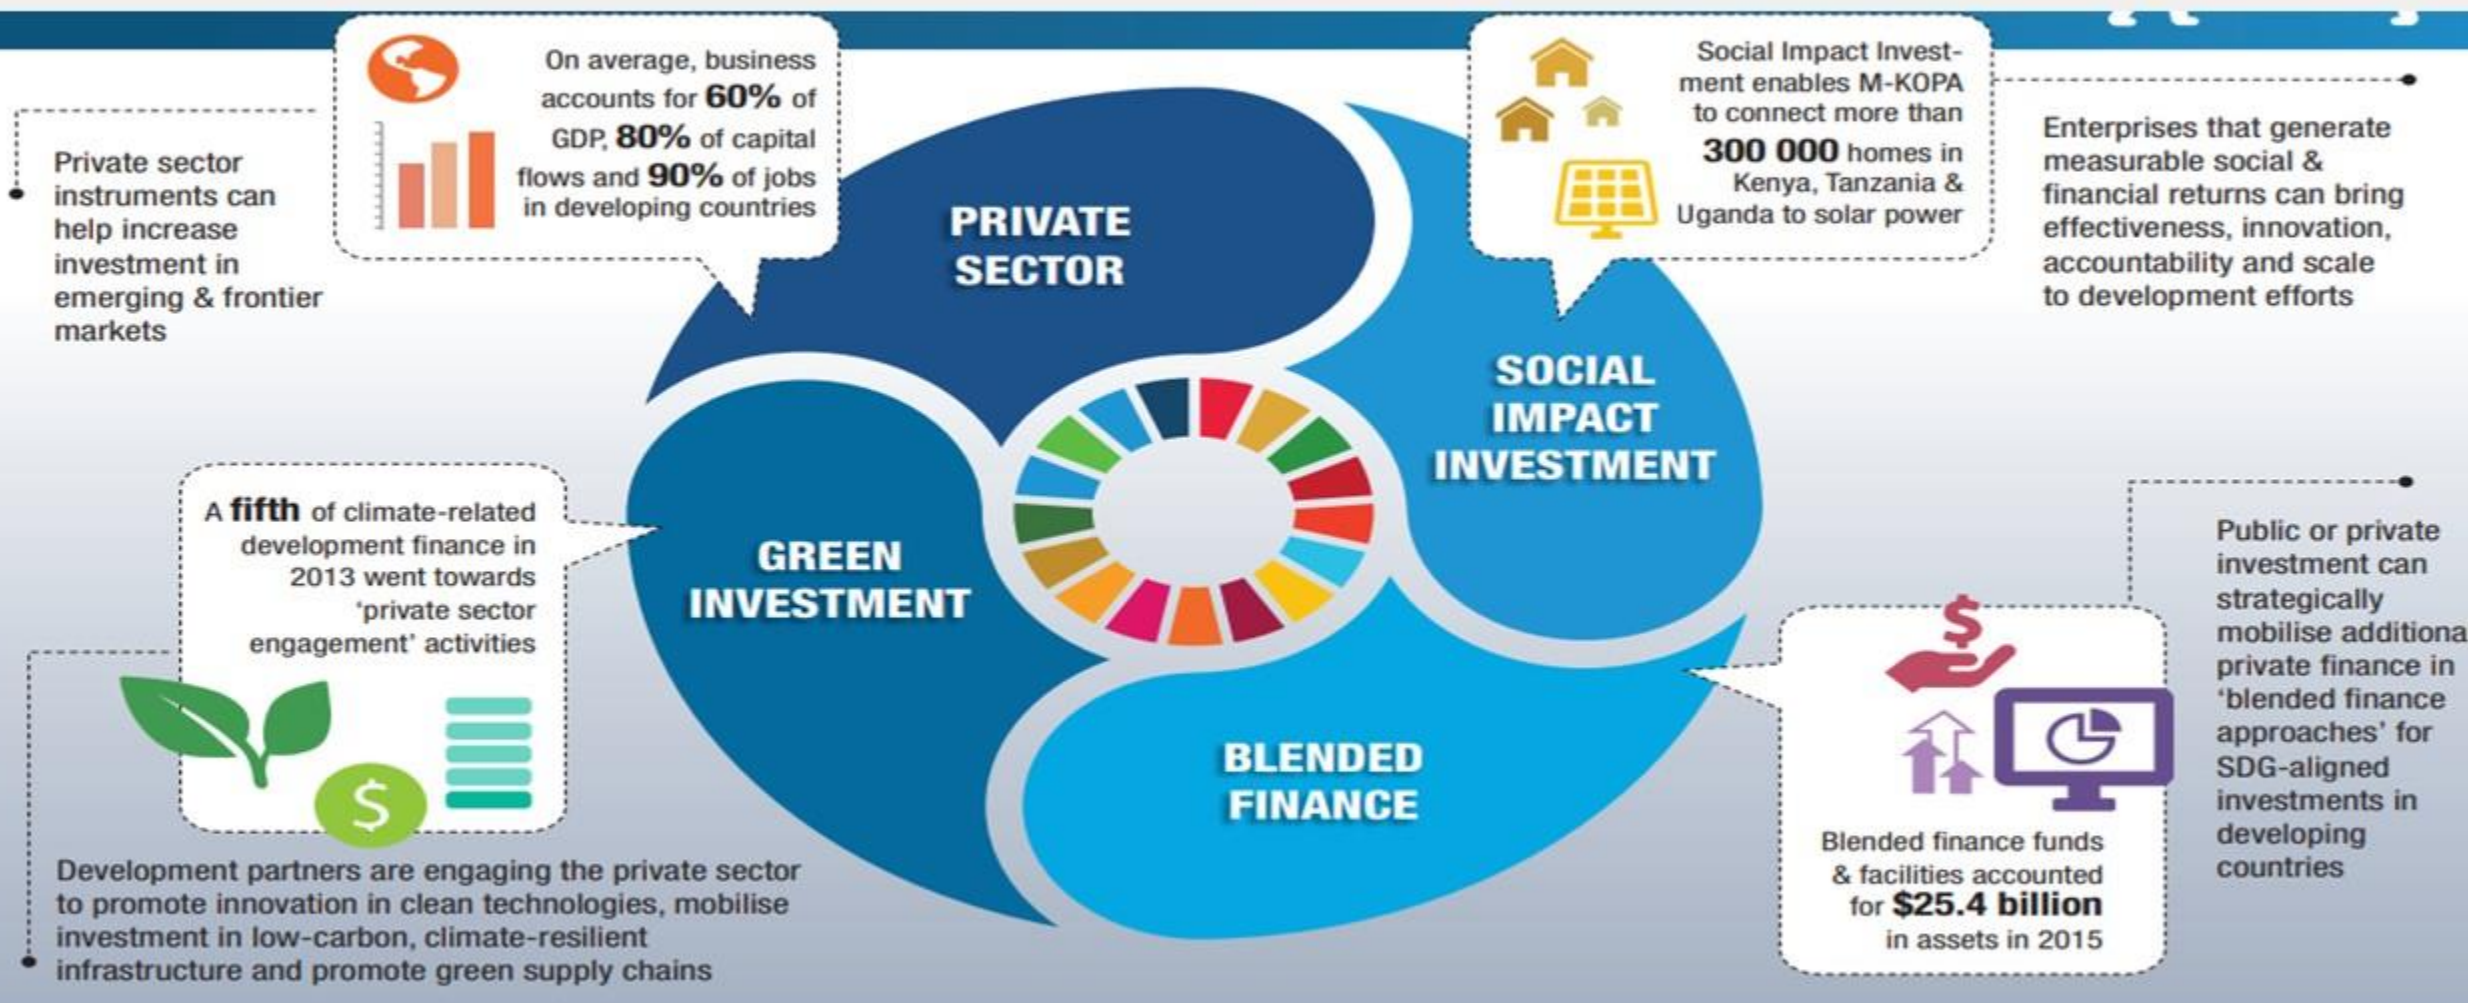 On average, business
accounts for 60% of
GDP, 80% of capital
flows and 90% of jobs
in developing countries
Private sector
instruments can
help increase
investment in
emerging & frontier
markets
PRIVATE
SECTOR
Social Impact Invest-
ment enables M-KOPA
to connect more than
300 000 homes in
Kenya, Tanzania &
Uganda to solar power
Enterprises that generate
measurable social &
financial returns can bring
effectiveness, innovation,
accountability and scale
to development efforts
SOCIAL
IMPACT
INVESTMENT
A fifth of climate-related
development finance in
2013 went towards
‘private sector
engagement’ activities
$
GREEN
INVESTMENT
Development partners are engaging the private sector
to promote innovation in clean technologies, mobilise
investment in low-carbon, climate-resilient
infrastructure and promote green supply chains
BLENDED
FINANCE
$
Blended finance funds
& facilities accounted
for $25.4 billion
in assets in 2015
Public or private
investment can
strategically
mobilise additiona
private finance in
‘blended finance
approaches’ for
SDG-aligned
investments in
developing
countries